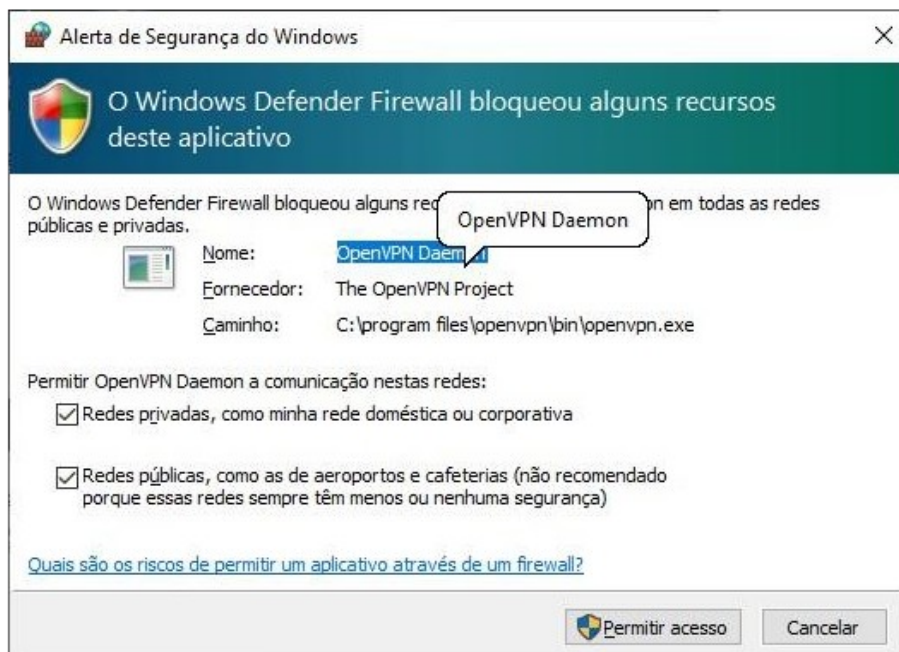 Alerta de Segurança do Windows
O Windows Defender Firewall bloqueou alguns recursos
deste aplicativo
O Windows Defender Firewall bloqueou alguns rec on em todas as redes
públicas e privadas.
OpenVPN Daemon
Nome: OpenVPN Daemon
Fornecedor: The OpenVPN Project
Caminho: C:\program files\openvpn\bin\openvpn.exe
Permitir OpenVPN Daemon a comunicação nestas redes:
Redes privadas, como minha rede doméstica ou corporativa
Redes públicas, como as de aeroportos e cafeterias (não recomendado
porque essas redes sempre têm menos ou nenhuma segurança)
Quais são os riscos de permitir um aplicativo através de um firewall?
Permitir acesso Cancelar